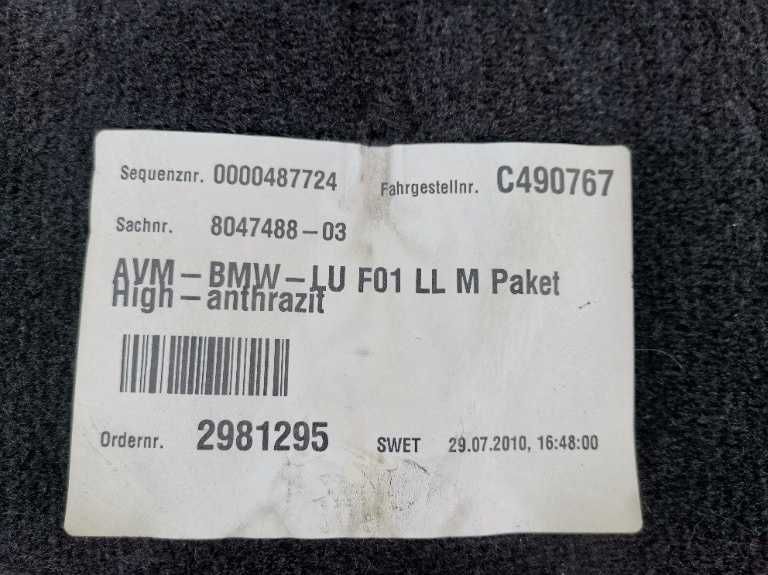 Sequenznr. 0000487724 Fahrgestellnr. C490767
Sachnr. 8047488-03
AVM-BMW-LU F01 LL M Paket
High-anthrazit
Ordernr. 2981295 SWET 29.07.2010, 16:48:00